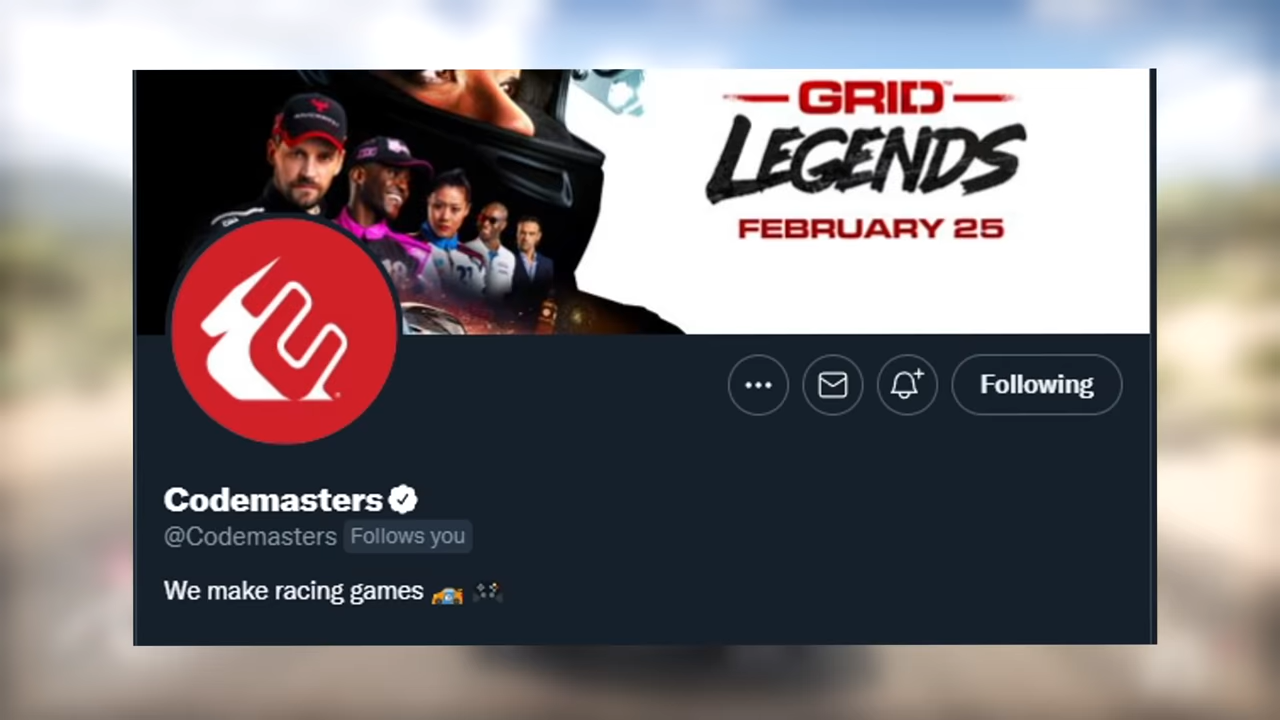 GRID
LEGENDS
FEBRUARY 25
Following
Codemasters
@Codemasters Follows you
We make racing games